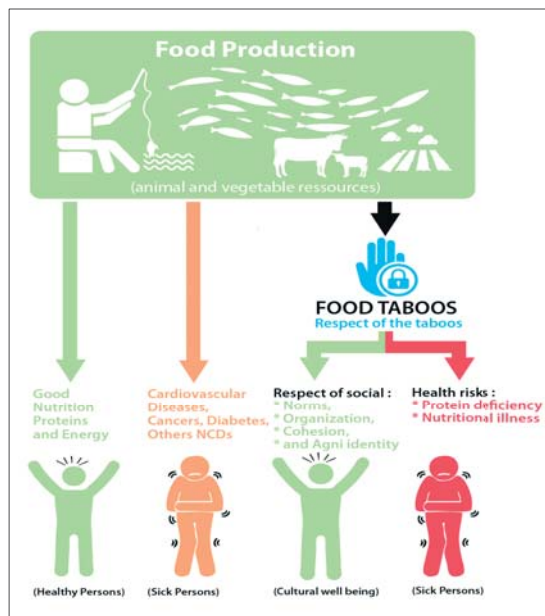 Food Production
(animal and vegetable ressources)
FOOD TABOOS
Respect of the taboos
Good
Nutrition
Proteins
and Energy
Cardiovascular
Diseases,
Cancers, Diabetes,
Others NCDs
Respect of social :
* Norms,
* Organization,
* Cohesion,
* and Agni identity
Health risks :
* Protein deficiency
* Nutritional illness
(Healthy Persons)
(Sick Persons)
(Cultural well being)
(Sick Persons)